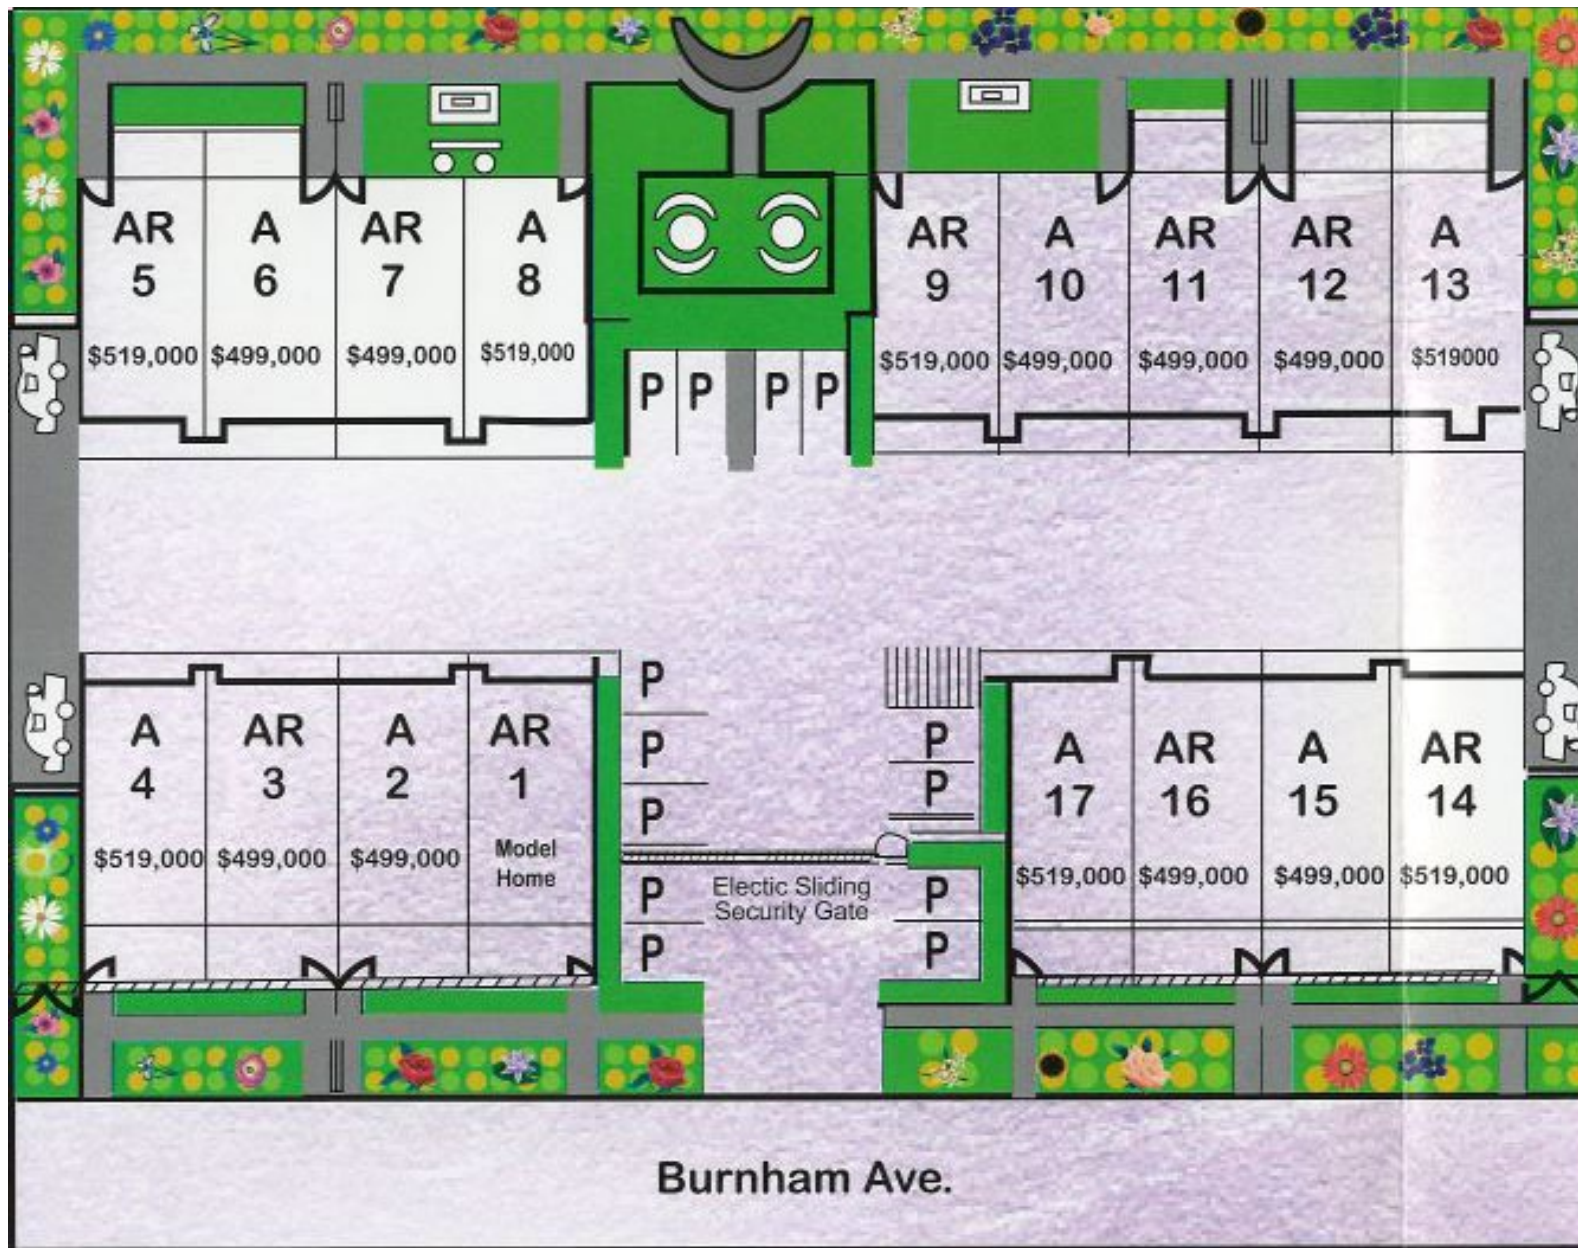 AR
5
$519,000
A
6
$499,000
AR
7
$499,000
A
8
$519,000
P
P
P
P
AR
9
$519,000
A
10
$499,000
AR
11
$499,000
AR
12
$499,000
A
13
$519000
A
4
$519,000
AR
3
$499,000
A
2
$499,000
AR
1
Model
Home
P
P
P
P
P
Electic Sliding
Security Gate
P
P
P
P
A
17
$519,000
AR
16
$499,000
A
15
$499,000
AR
14
$519,000
Burnham Ave.